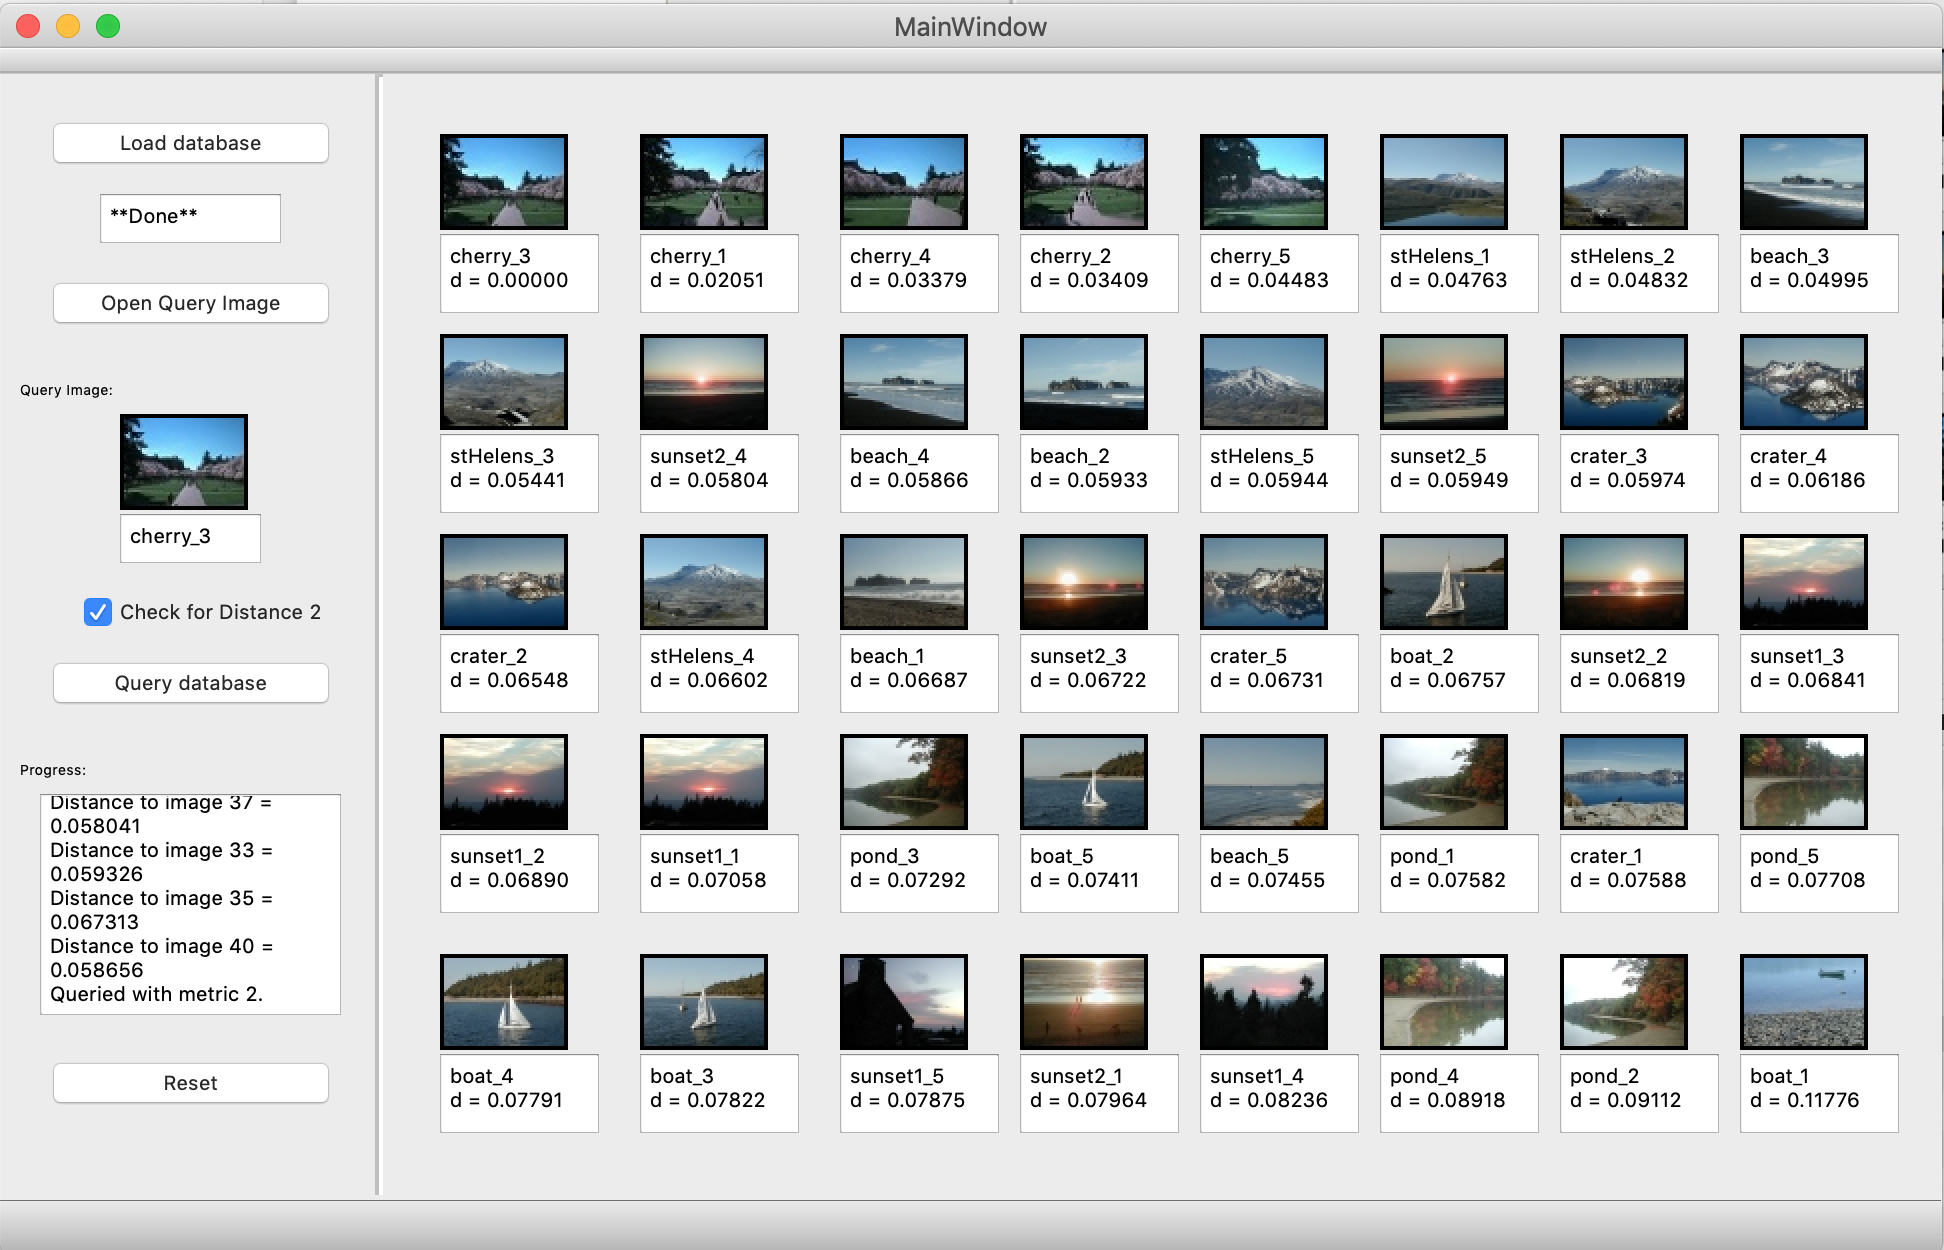 MainWindow
Load database
**Done**
Open Query Image
Query Image:
cherry_3
Check for Distance 2
Query database
Progress:
Distance to image 37 =
0.058041
Distance to image 33 =
0.059326
Distance to image 35 =
0.067313
Distance to image 40 =
0.058656
Queried with metric 2.
Reset
cherry_3
d = 0.00000
cherry_1
d = 0.02051
cherry_4
d = 0.03379
cherry_2
d = 0.03409
cherry_5
d = 0.04483
stHelens_1
d = 0.04763
stHelens_2
d = 0.04832
beach_3
d = 0.04995
stHelens_3
d = 0.05441
sunset2_4
d = 0.05804
beach_4
d = 0.05866
beach_2
d = 0.05933
stHelens_5
d = 0.05944
sunset2_5
d = 0.05949
crater_3
d = 0.05974
crater_4
d = 0.06186
crater_2
d = 0.06548
stHelens_4
d = 0.06602
beach_1
d = 0.06687
sunset2_3
d = 0.06722
crater_5
d = 0.06731
boat_2
d = 0.06757
sunset2_2
d = 0.06819
sunset1_3
d = 0.06841
sunset1_2
d = 0.06890
sunset1_1
d = 0.07058
pond_3
d = 0.07292
boat_5
d = 0.07411
beach_5
d = 0.07455
pond_1
d = 0.07582
crater_1
d = 0.07588
pond_5
d = 0.07708
boat_4
d = 0.07791
boat_3
d = 0.07822
sunset1_5
d = 0.07875
sunset2_1
d = 0.07964
sunset1_4
d = 0.08236
pond_4
d = 0.08918
pond_2
d = 0.09112
boat_1
d = 0.11776